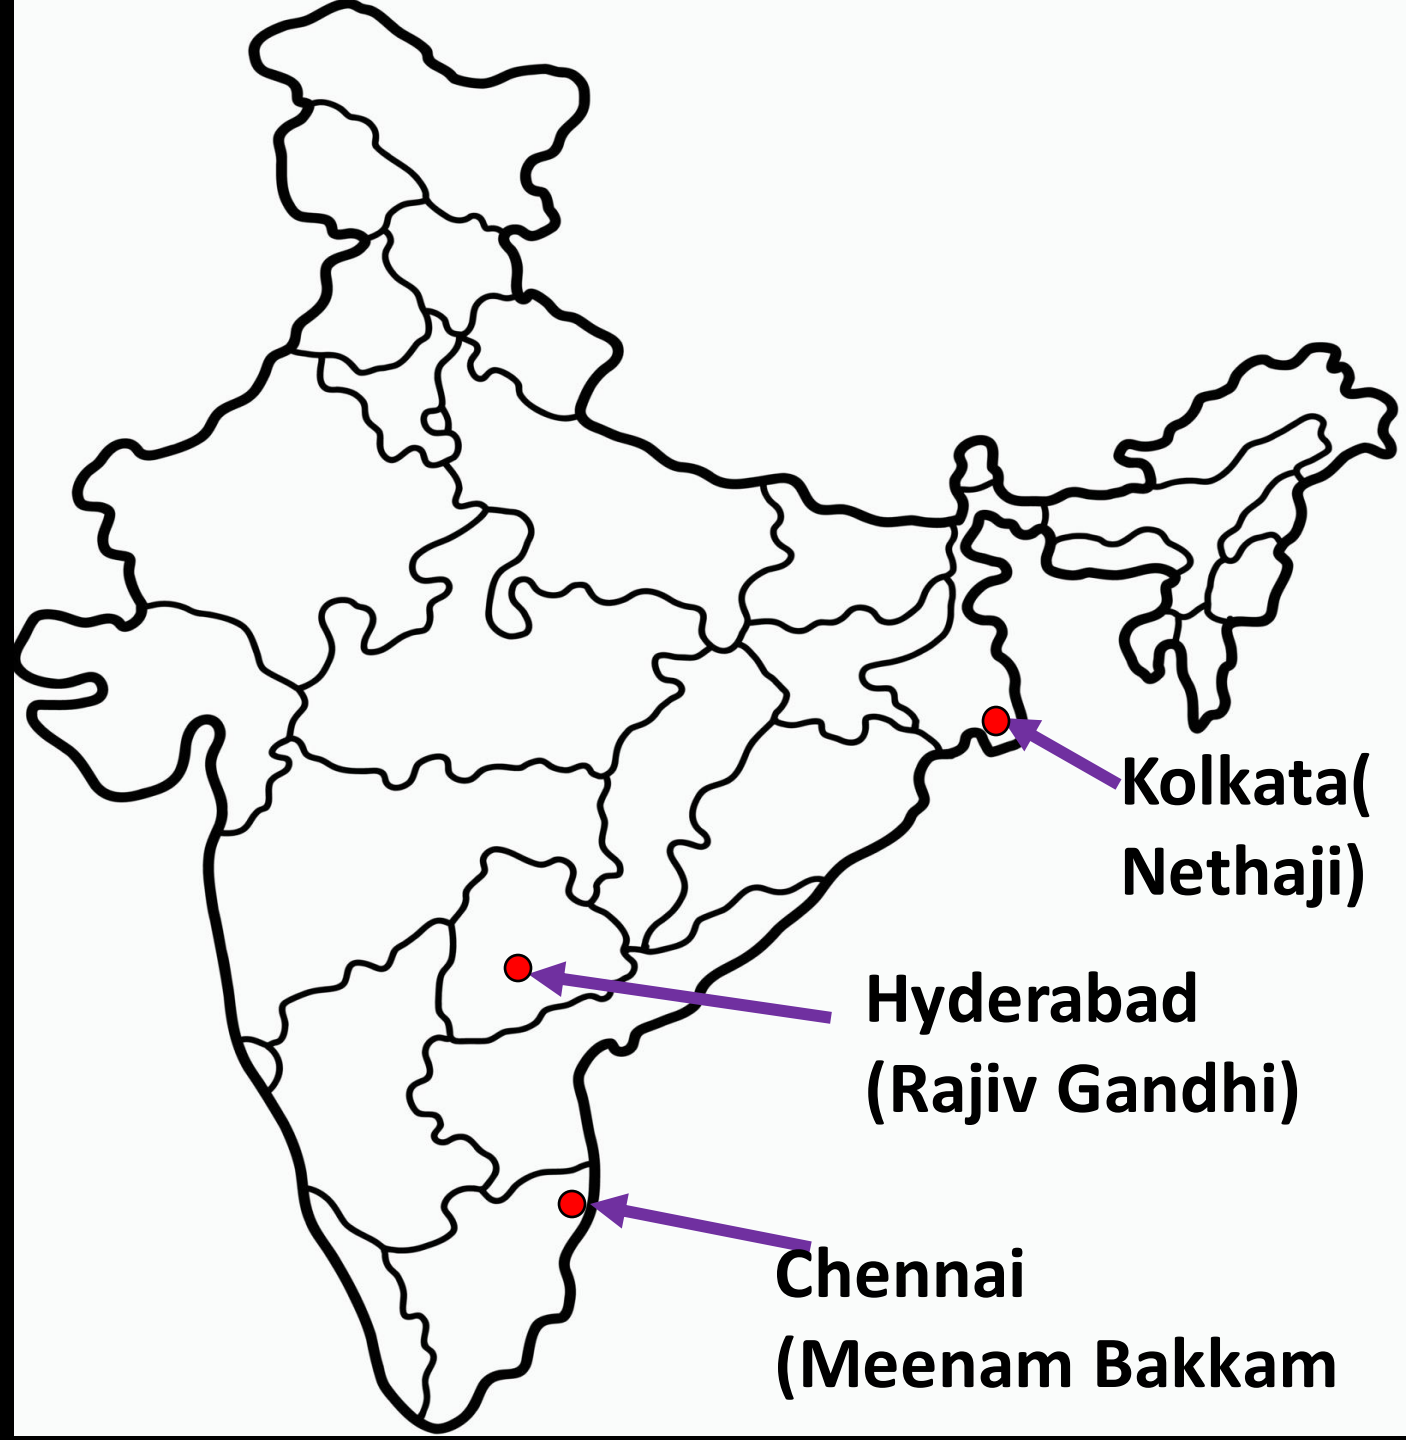 Kolkata(
Nethaji)
Hyderabad
(Rajiv Gandhi)
Chennai
(Meenam Bakkam